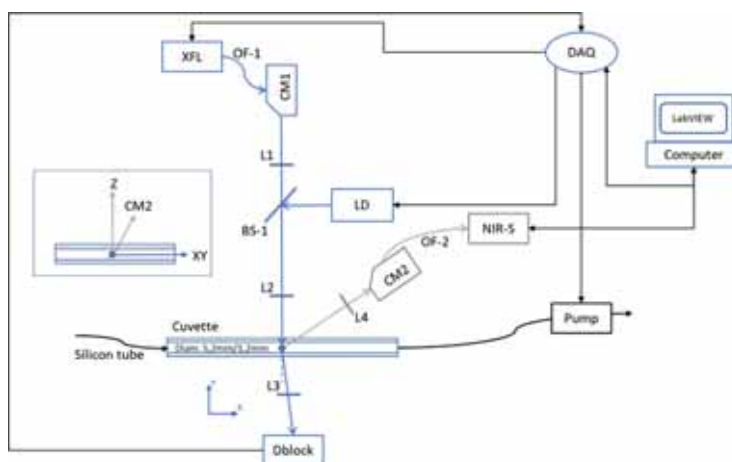 XFL
OF-1
DAQ
CM1
LabVIEW
Computer
L1
Z
CM2
XY
BS-1
LD
NIR-S
OF-2
CM2
L2
L4
Cuvette
Pump
Silicon tube
L3
Dblock